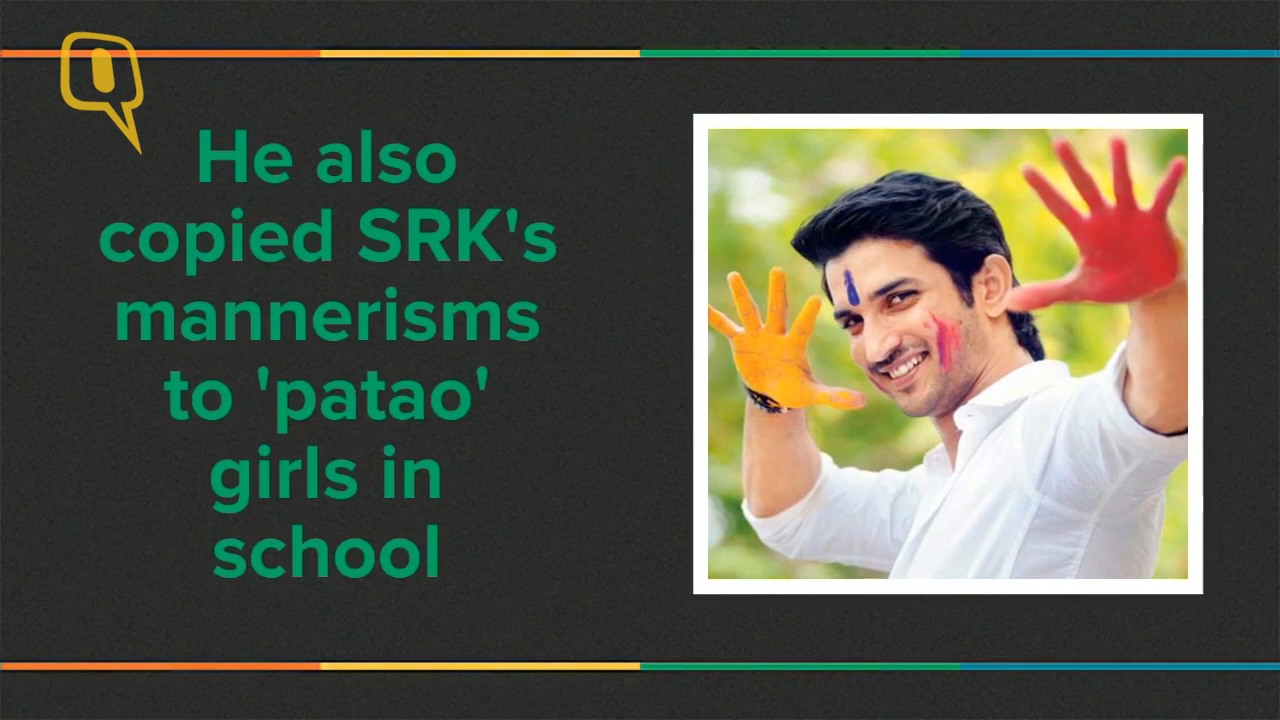 He also
copied SRK's
mannerisms
to 'patao'
girls in
school